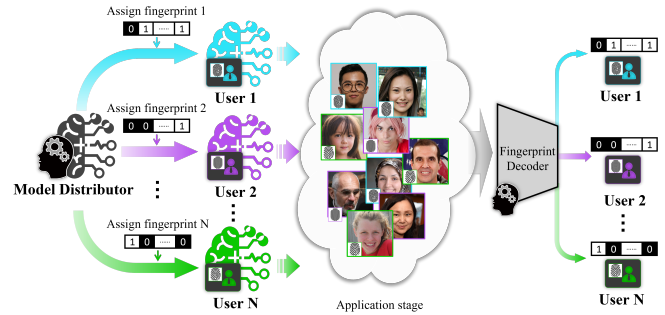 Assign fingerprint 1
0 1 ..... 1
User 1
Assign fingerprint 2
0 0 ..... 1
Model Distributor
User 2
Assign fingerprint N
1 0 ..... 0
User N
Application stage
Fingerprint
Decoder
0 1 ..... 1
User 1
0 0 ..... 1
User 2
1 0 ..... 0
User N